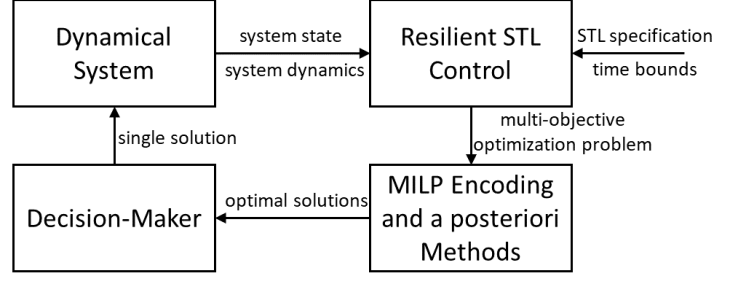 Dynamical
System
system state
system dynamics
Resilient STL
Control
STL specification
time bounds
multi-objective
optimization problem
single solution
Decision-Maker
optimal solutions
MILP Encoding
and a posteriori
Methods